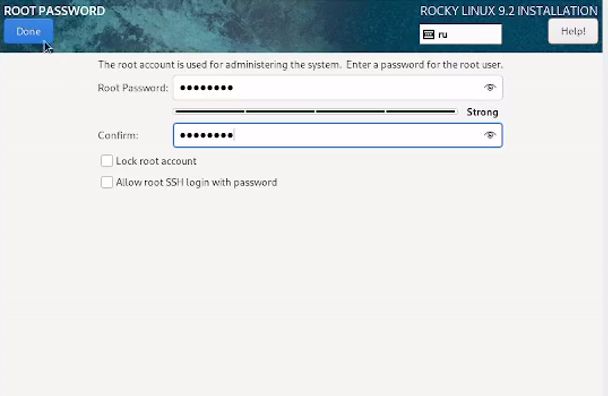 ROOT PASSWORD
ROCKY LINUX 9.2 INSTALLATION
Done
ru
Help!
The root account is used for administering the system. Enter a password for the root user.
Root Password: ●●●●●●●●
Strong
Confirm: ●●●●●●●●
Lock root account
Allow root SSH login with password